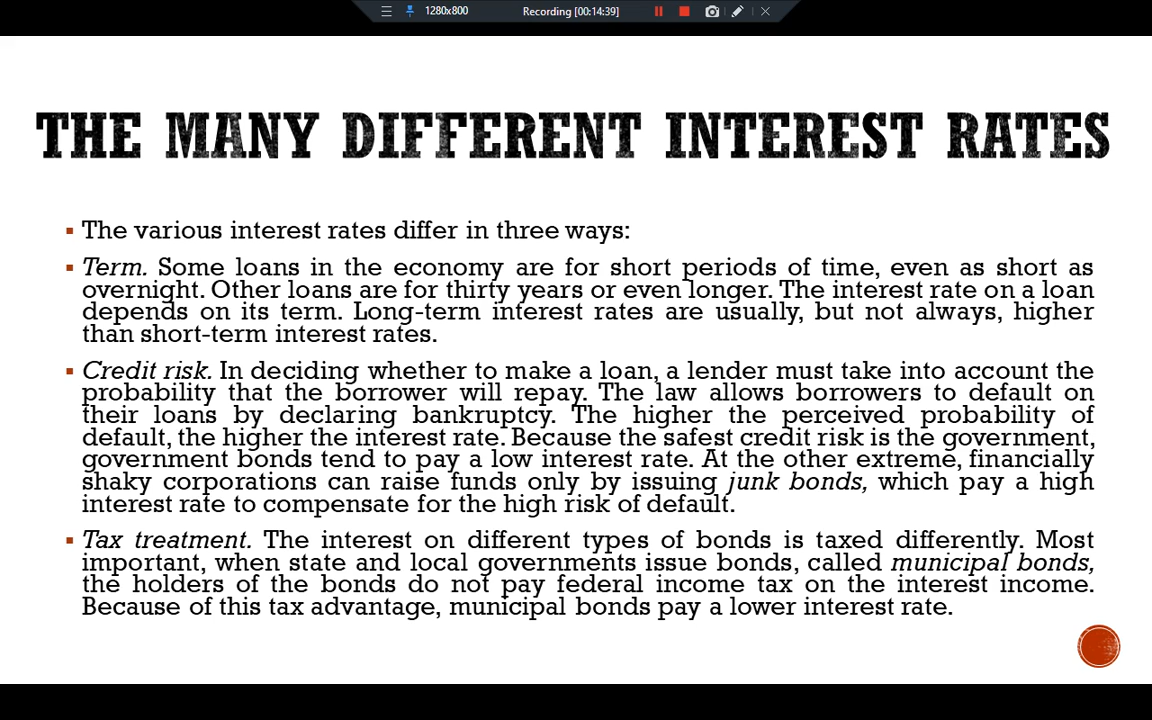 1280x800
Recording [00:14:39]
THE MANY DIFFERENT INTEREST RATES
▪ The various interest rates differ in three ways:
▪ Term. Some loans in the economy are for short periods of time, even as short as
overnight. Other loans are for thirty years or even longer. The interest rate on a loan
depends on its term. Long-term interest rates are usually, but not always, higher
than short-term interest rates.
▪ Credit risk. In deciding whether to make a loan, a lender must take into account the
probability that the borrower will repay. The law allows borrowers to default on
their loans by declaring bankruptcy. The higher the perceived probability of
default, the higher the interest rate. Because the safest credit risk is the government,
government bonds tend to pay a low interest rate. At the other extreme, financially
shaky corporations can raise funds only by issuing junk bonds, which pay a high
interest rate to compensate for the high risk of default.
▪ Tax treatment. The interest on different types of bonds is taxed differently. Most
important, when state and local governments issue bonds, called municipal bonds,
the holders of the bonds do not pay federal income tax on the interest income.
Because of this tax advantage, municipal bonds pay a lower interest rate.